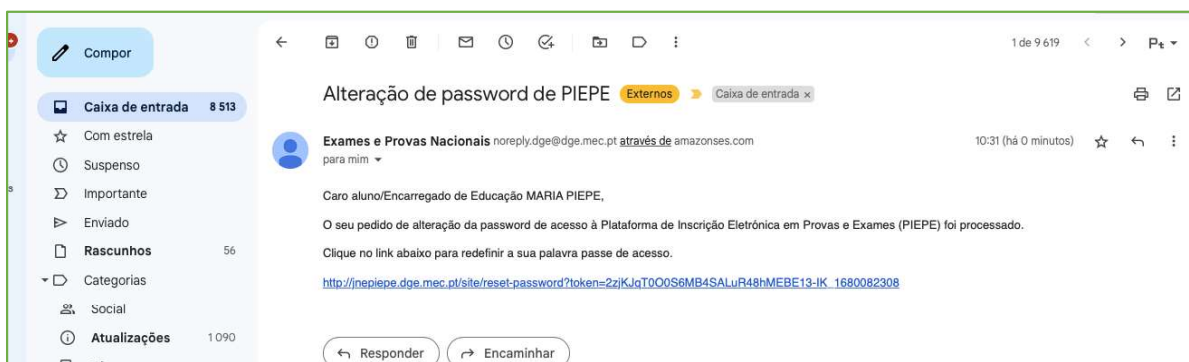 Compor
1 de 9 619
Caixa de entrada 8 513
Com estrela
Suspenso
Importante
Enviado
Rascunhos 56
Categorias
Social
Atualizações 1 090
Alteração de password de PIEPE Externos Caixa de entrada ×
Exames e Provas Nacionais noreply.dge@dge.mec.pt através de amazonses.com 10:31 (há 0 minutos)
para mim
Caro aluno/Encarregado de Educação MARIA PIEPE,
O seu pedido de alteração da password de acesso à Plataforma de Inscrição Eletrónica em Provas e Exames (PIEPE) foi processado.
Clique no link abaixo para redefinir a sua palavra passe de acesso.
http://jnepiepe.dge.mec.pt/site/reset-password?token=2zjKJqT0O0S6MB4SALuR48hMEBE13-IK_1680082308
Responder Encaminhar